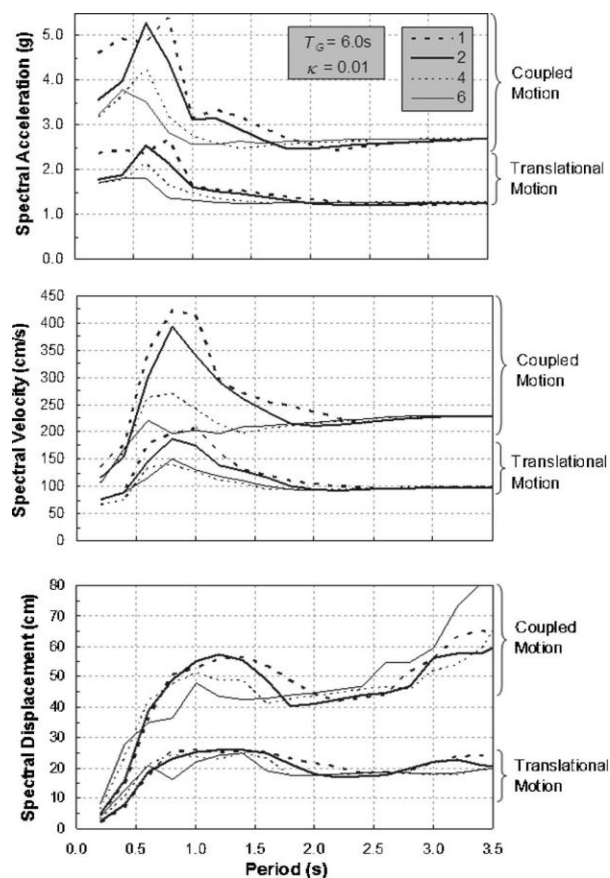 Spectral Acceleration (g)
5.0
4.0
3.0
2.0
1.0
0.0
T_G = 6.0s
κ = 0.01
1
2
4
6
Coupled
Motion
Translational
Motion
Spectral Velocity (cm/s)
450
400
350
300
250
200
150
100
50
0
Coupled
Motion
Translational
Motion
Spectral Displacement (cm)
80
70
60
50
40
30
20
10
0
Coupled
Motion
Translational
Motion
0.0 0.5 1.0 1.5 2.0 2.5 3.0 3.5
Period (s)